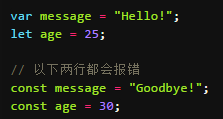 var message = "Hello!";
let age = 25;
// 以下两行都会报错
const message = "Goodbye!";
const age = 30;